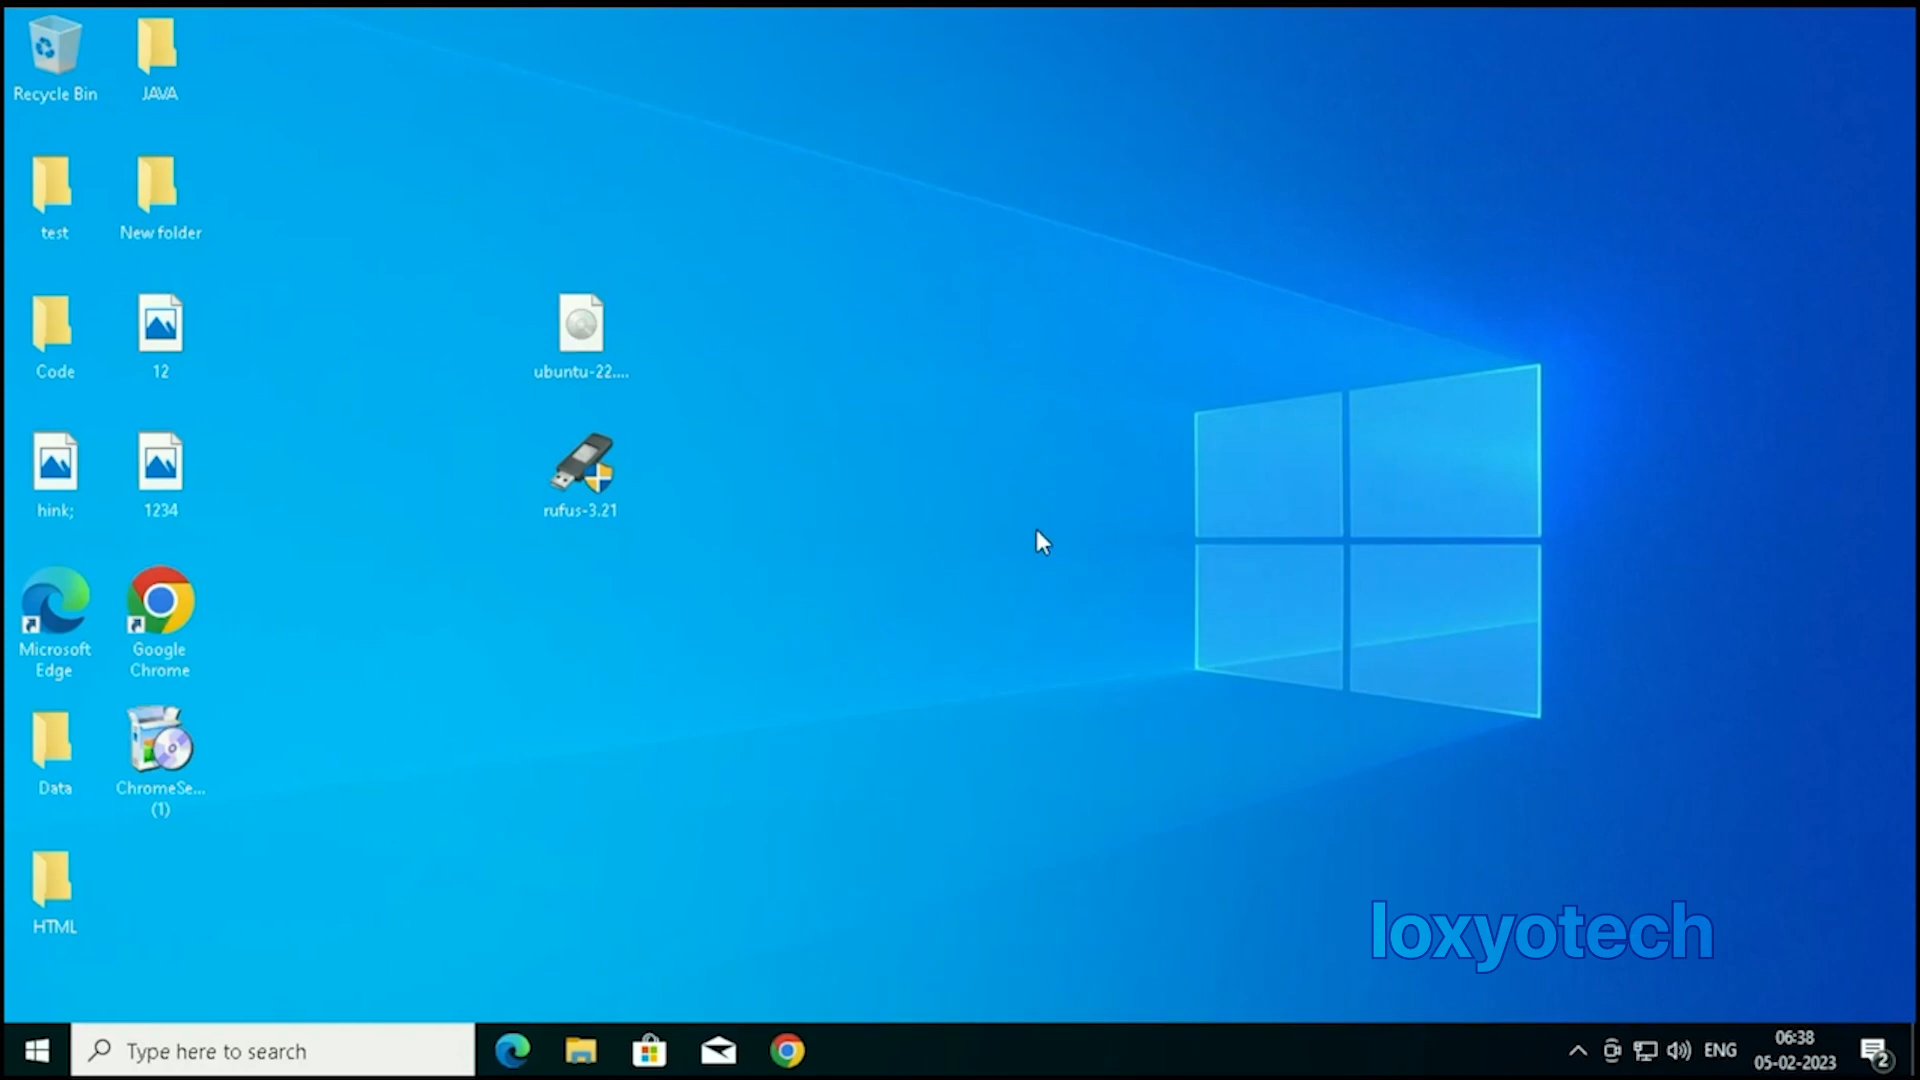 Recycle Bin
JAVA
test
New folder
Code
12
ubuntu-22....
hink;
1234
rufus-3.21
Microsoft
Edge
Google
Chrome
Data
ChromeSe...
(1)
HTML
loxyotech
Type here to search
ENG
06:38
05-02-2023
2